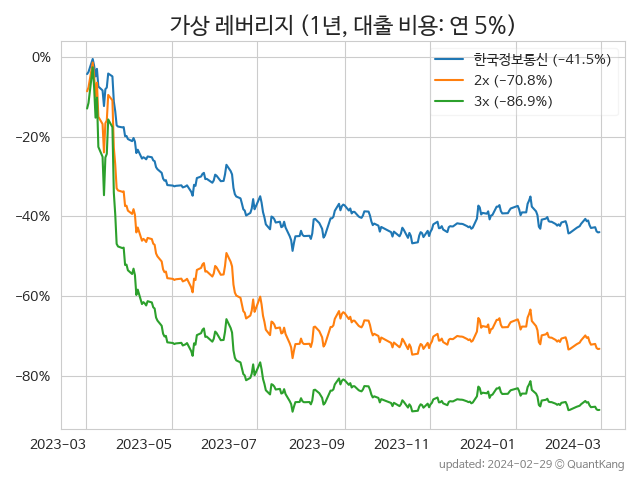 가상 레버리지 (1년, 대출 비용: 연 5%)
한국정보통신 (−41.5%)
2x (−70.8%)
3x (−86.9%)
0%
−20%
−40%
−60%
−80%
2023-03
2023-05
2023-07
2023-09
2023-11
2024-01
2024-03
updated: 2024-02-29 © QuantKang